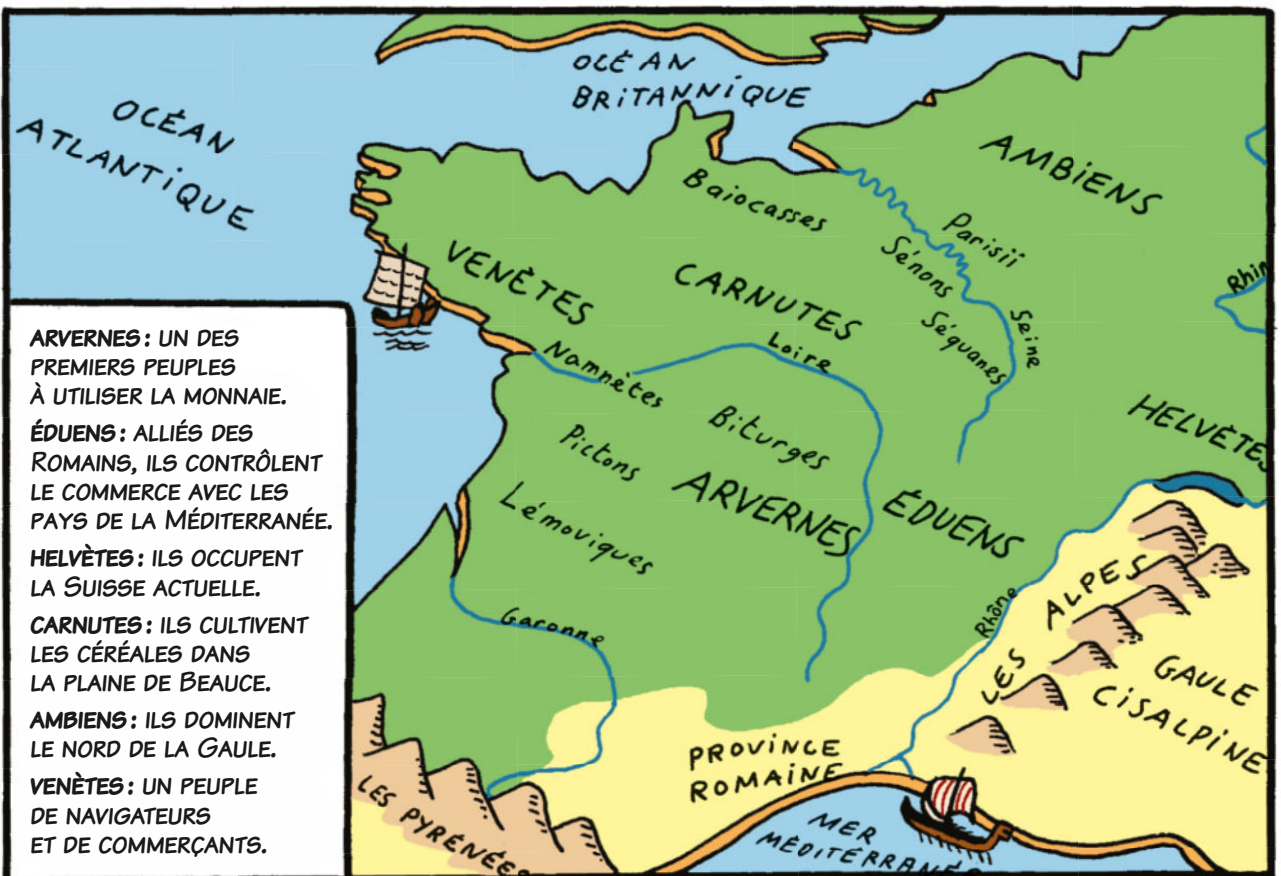 OCÉAN
ATLANTIQUE
OCÉAN
BRITANNIQUE
AMBIENS
Baiocasses
Parisii
Sénons
VENÈTES
CARNUTES
Rhin
Séquanes
Seine
Loire
Namnètes
Biturges
HELVÈTES
Pictons
ARVERNES
ÉDUENS
Lémoviques
Garonne
Rhône
LES ALPES
GAULE
CISALPINE
PROVINCE
ROMAINE
LES PYRÉNÉES
MER
MÉDITERRANÉ
ARVERNES : UN DES
PREMIERS PEUPLES
À UTILISER LA MONNAIE.
ÉDUENS : ALLIÉS DES
ROMAINS, ILS CONTRÔLENT
LE COMMERCE AVEC LES
PAYS DE LA MÉDITERRANÉE.
HELVÈTES : ILS OCCUPENT
LA SUISSE ACTUELLE.
CARNUTES : ILS CULTIVENT
LES CÉRÉALES DANS
LA PLAINE DE BEAUCE.
AMBIENS : ILS DOMINENT
LE NORD DE LA GAULE.
VENÈTES : UN PEUPLE
DE NAVIGATEURS
ET DE COMMERÇANTS.